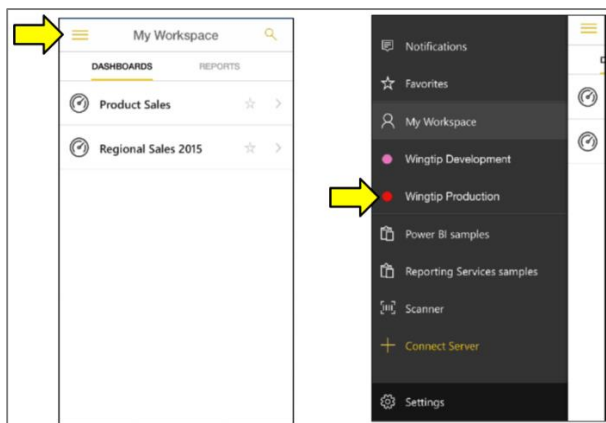 My Workspace
DASHBOARDS REPORTS
Product Sales
Regional Sales 2015
Notifications
Favorites
My Workspace
Wingtip Development
Wingtip Production
Power BI samples
Reporting Services samples
Scanner
Connect Server
Settings